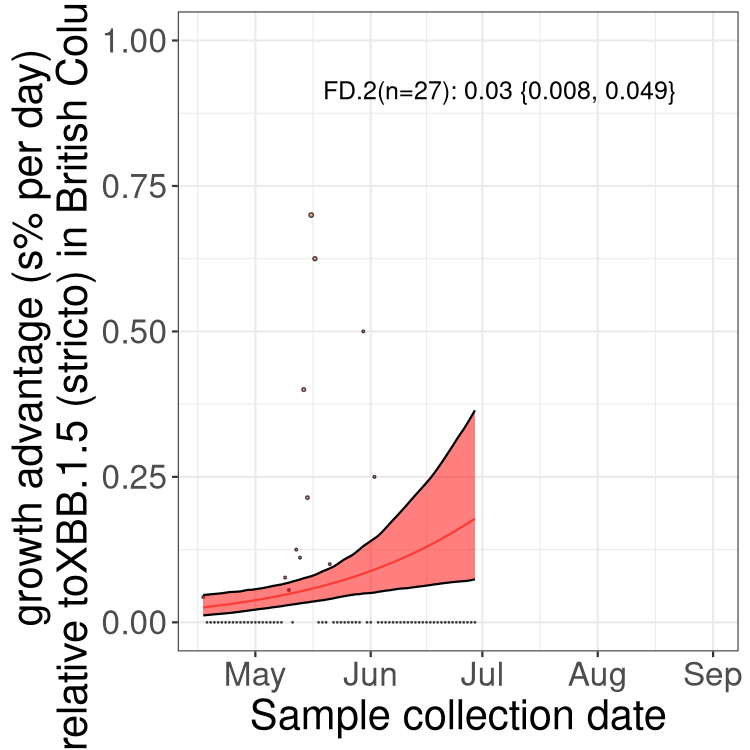 growth advantage (s% per day)
relative toXBB.1.5 (stricto) in British Colu
1.00
0.75
0.50
0.25
0.00
FD.2(n=27): 0.03 {0.008, 0.049}
May Jun Jul Aug Sep
Sample collection date